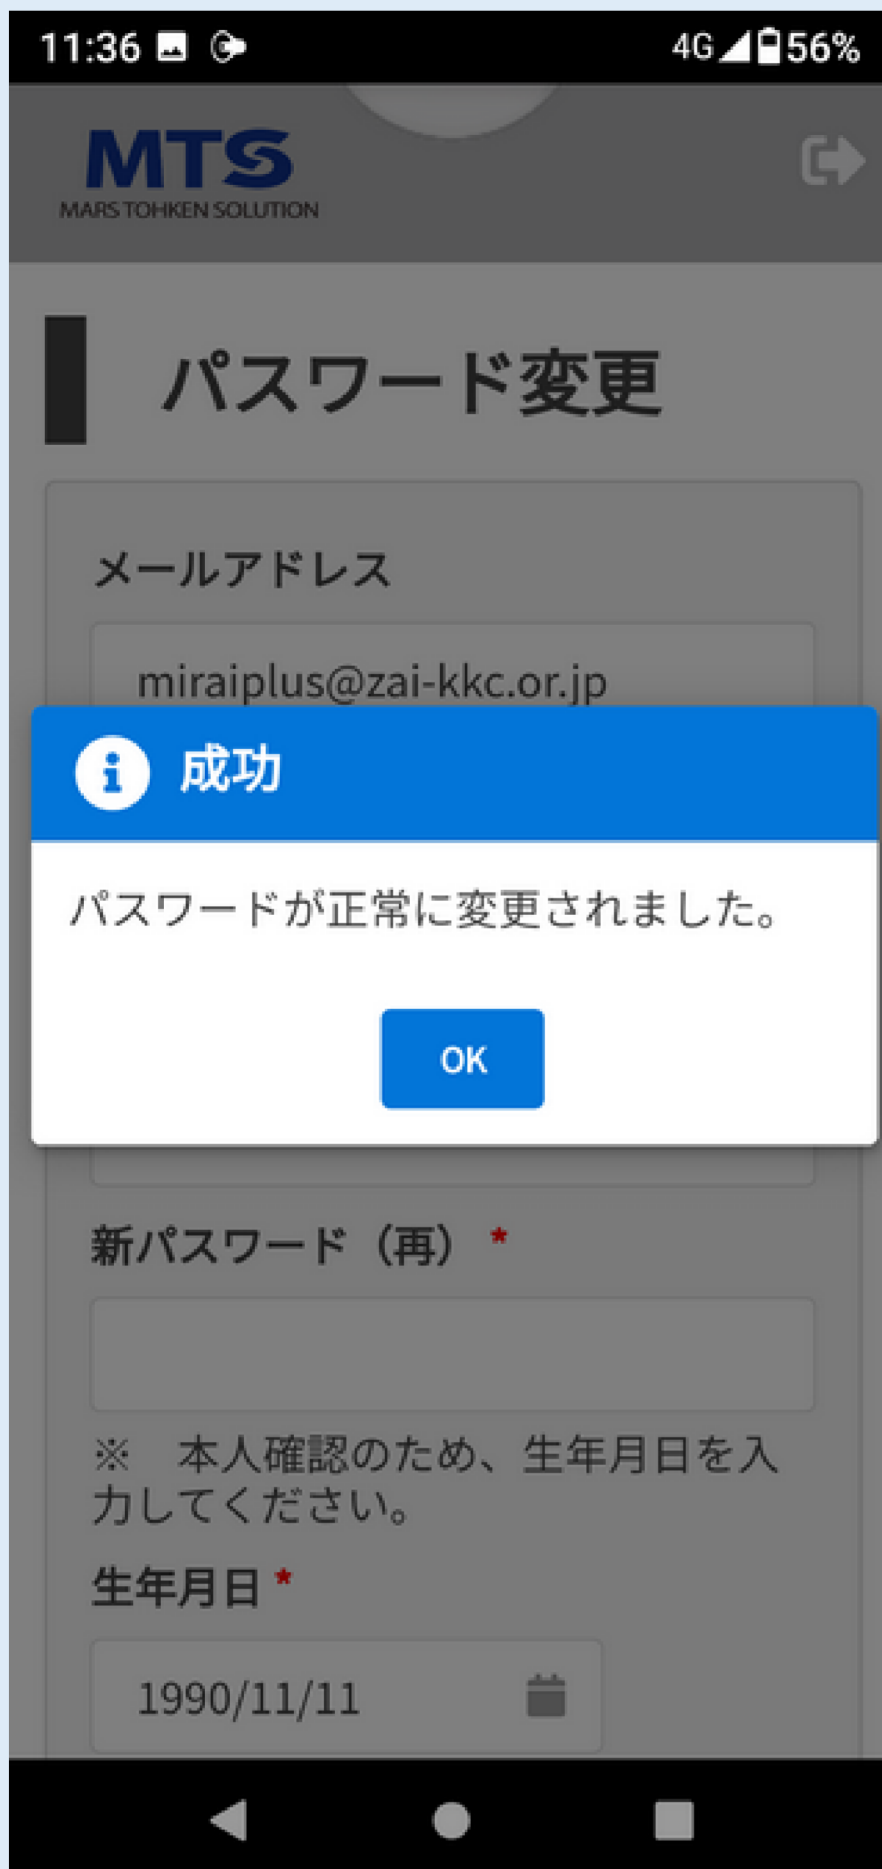 11:36
4G 56%
MTS
MARS TOHKEN SOLUTION
パスワード変更
メールアドレス
miraiplus@zai-kkc.or.jp
成功
パスワードが正常に変更されました。
OK
新パスワード（再） *
※　本人確認のため、生年月日を入
力してください。
生年月日 *
1990/11/11